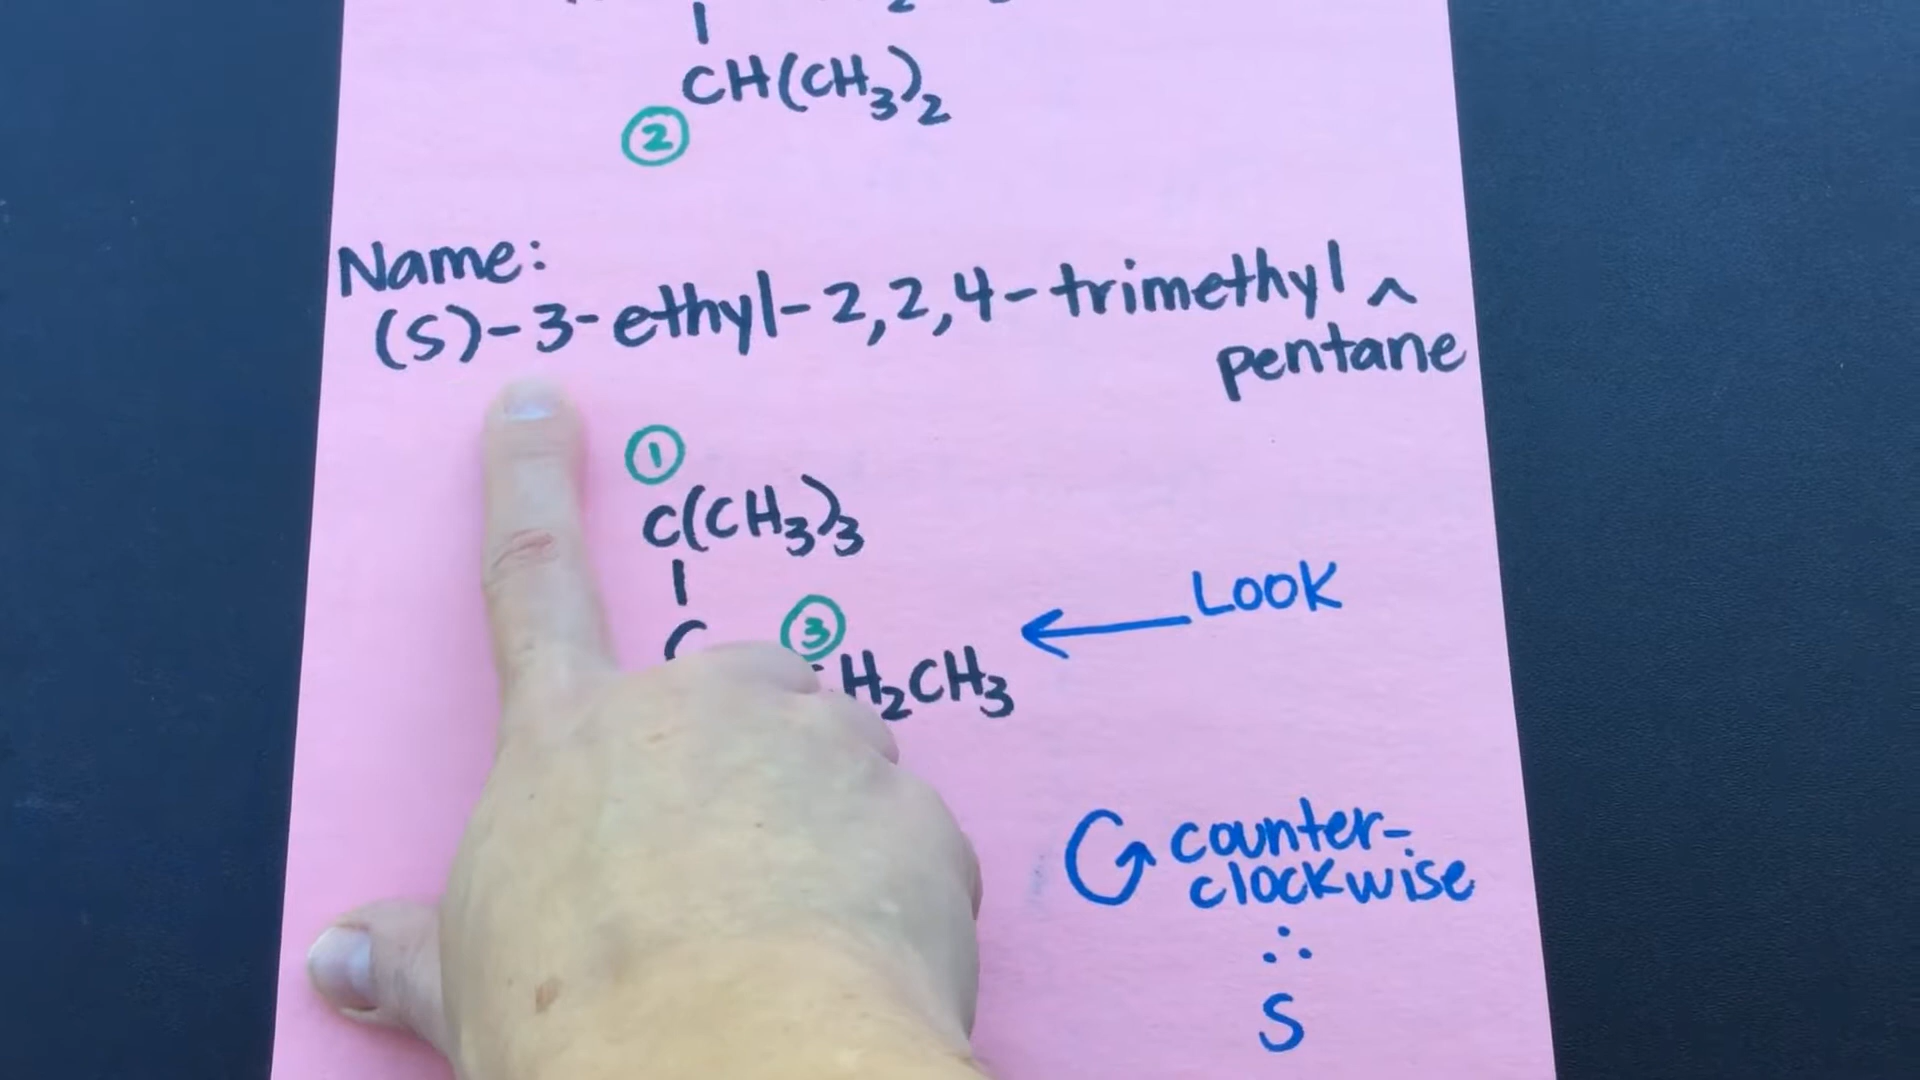 CH(CH3)2
2
Name:
(S)-3-ethyl-2,2,4-trimethyl ^
pentane
1
C(CH3)3
C
3
H2CH3
LOOK
counter-
clockwise
∴
S